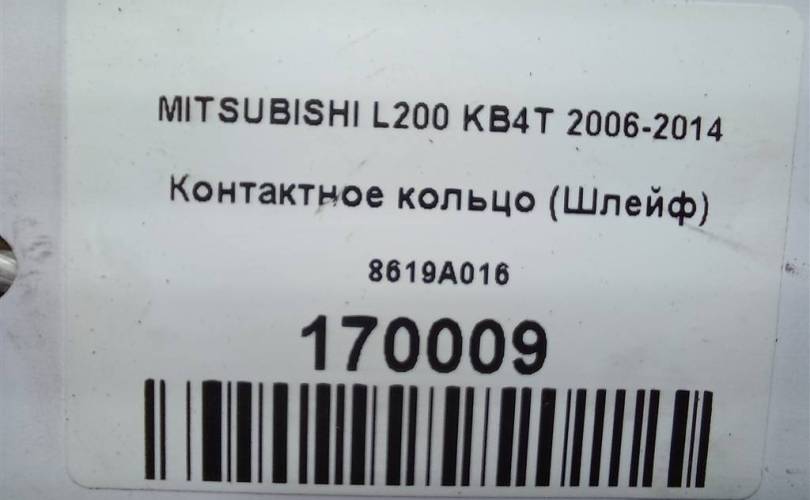 MITSUBISHI L200 KB4T 2006-2014
Контактное кольцо (Шлейф)
8619A016
170009